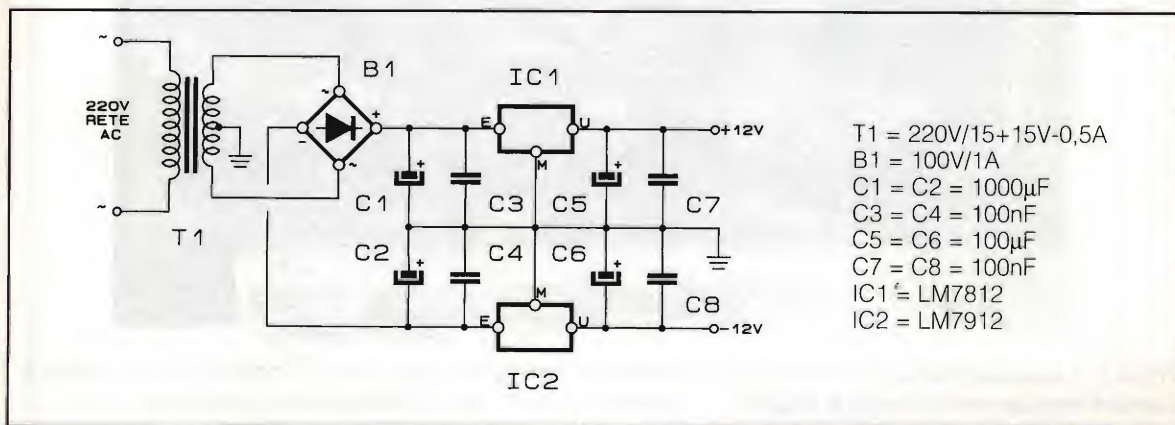 ~
220V
RETE
AC
~
T1
B1
~
+
-
~
IC1
E
U
M
+12V
+
C1
C3
+
C5
C7
C2
+
C4
C6
+
C8
M
E
U
-12V
IC2
T1 = 220V/15+15V-0,5A
B1 = 100V/1A
C1 = C2 = 1000µF
C3 = C4 = 100nF
C5 = C6 = 100µF
C7 = C8 = 100nF
IC1 = LM7812
IC2 = LM7912